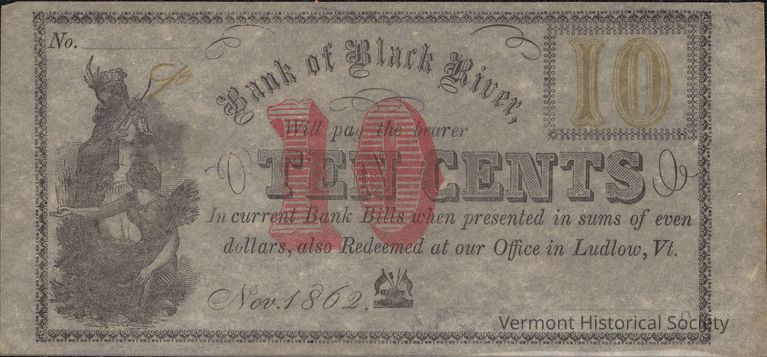 No.
10
Bank of Black River,
10
Will pay the bearer
TEN CENTS
In current Bank Bills when presented in sums of even
dollars, also Redeemed at our Office in Ludlow, Vt.
Nov. 1862.
Vermont Historical Society